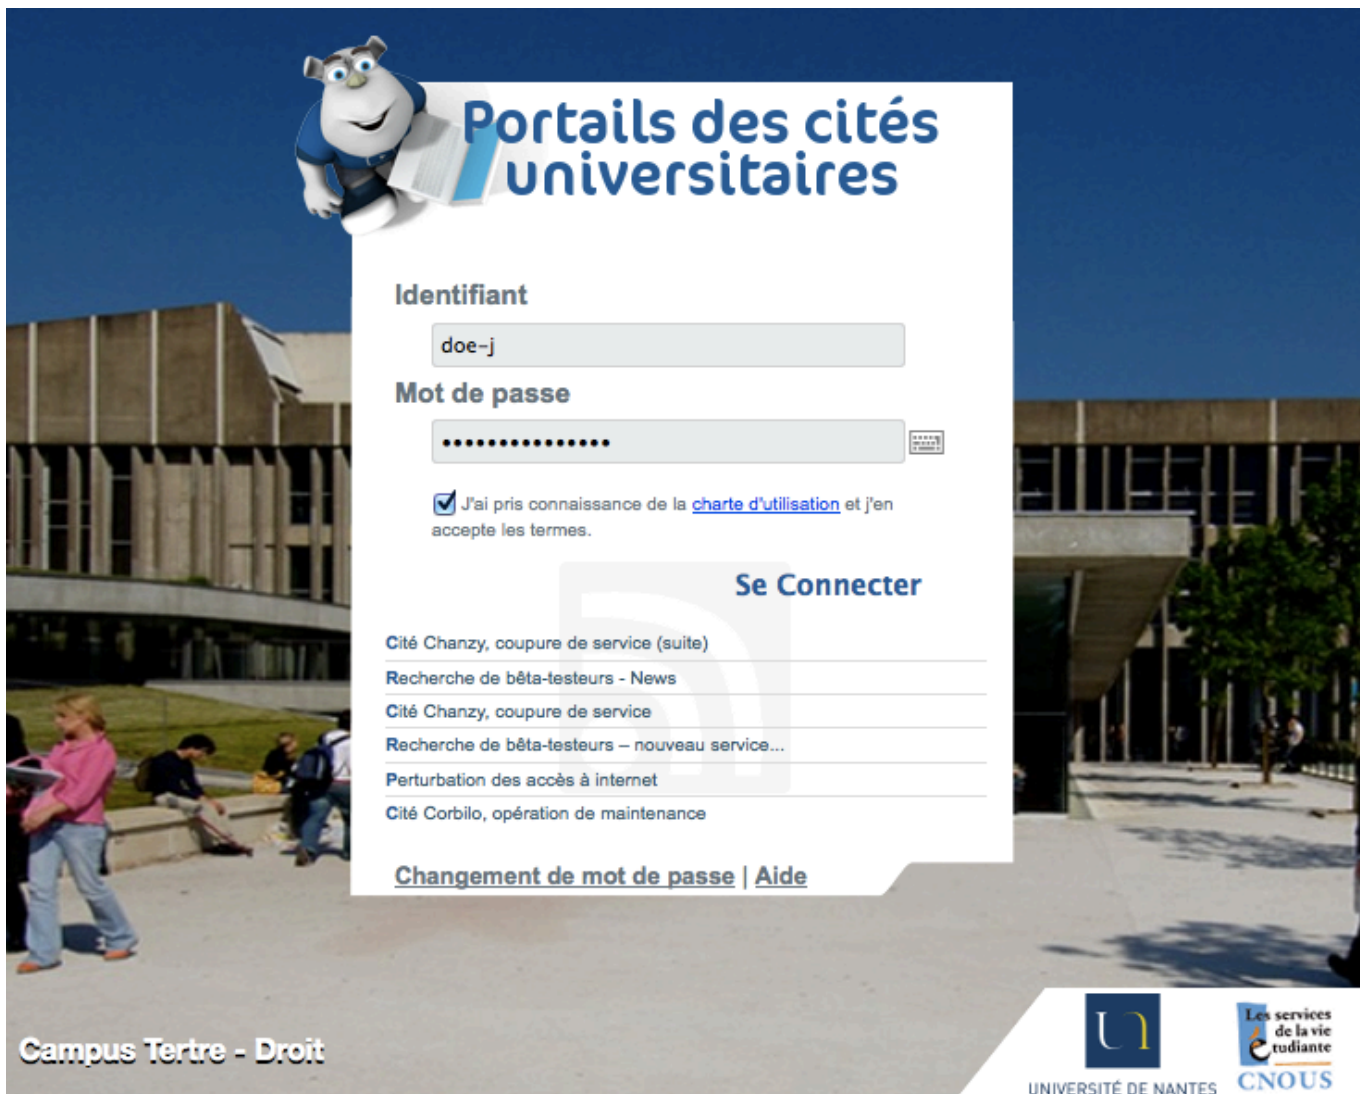 Portails des cités
universitaires
Identifiant
doe-j
Mot de passe
•••••••••••••••
J'ai pris connaissance de la charte d'utilisation et j'en
accepte les termes.
Se Connecter
Cité Chanzy, coupure de service (suite)
Recherche de bêta-testeurs - News
Cité Chanzy, coupure de service
Recherche de bêta-testeurs – nouveau service...
Perturbation des accès à internet
Cité Corbilo, opération de maintenance
Changement de mot de passe | Aide
Campus Tertre - Droit
UNIVERSITÉ DE NANTES
Les services
de la vie
étudiante
CNOUS